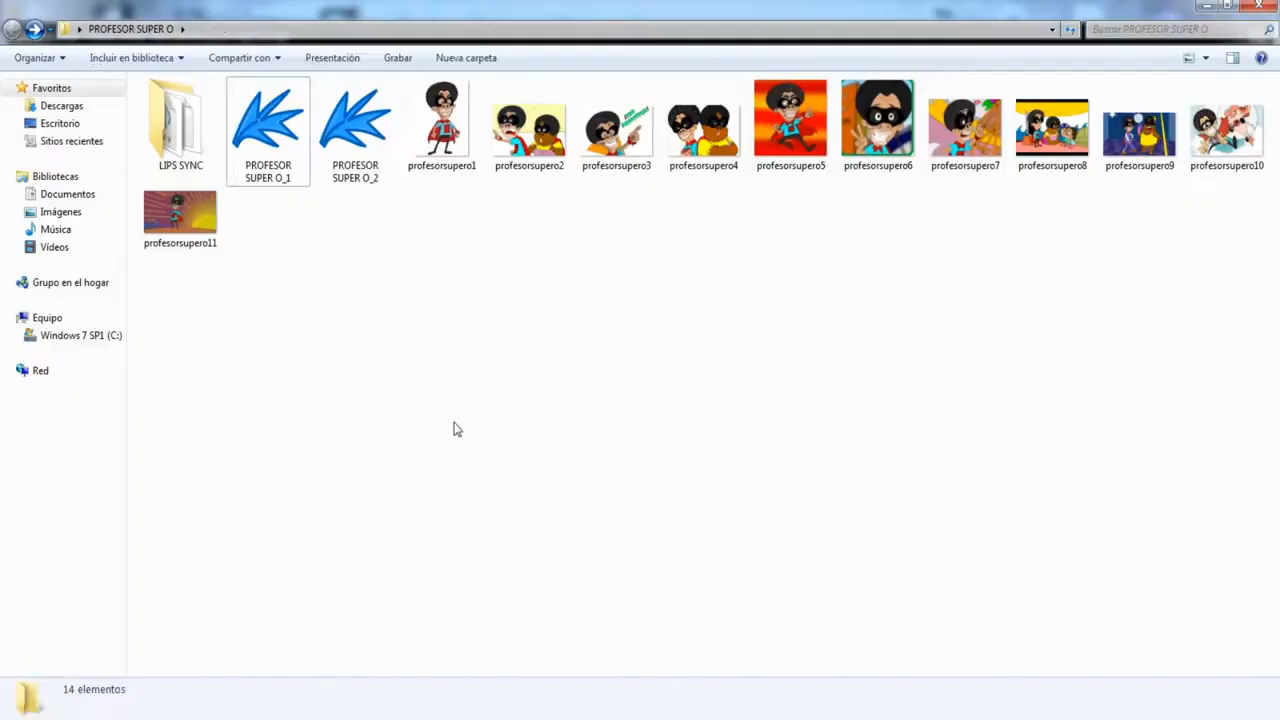 PROFESOR SUPER O
Buscar PROFESOR SUPER O
Organizar
Incluir en biblioteca
Compartir con
Presentación
Grabar
Nueva carpeta
Favoritos
Descargas
Escritorio
Sitios recientes
Bibliotecas
Documentos
Imágenes
Música
Vídeos
Grupo en el hogar
Equipo
Windows 7 SP1 (C:)
Red
LIPS SYNC
PROFESOR
SUPER O_1
PROFESOR
SUPER O_2
profesorsupero1
profesorsupero2
profesorsupero3
profesorsupero4
profesorsupero5
profesorsupero6
profesorsupero7
profesorsupero8
profesorsupero9
profesorsupero10
profesorsupero11
14 elementos